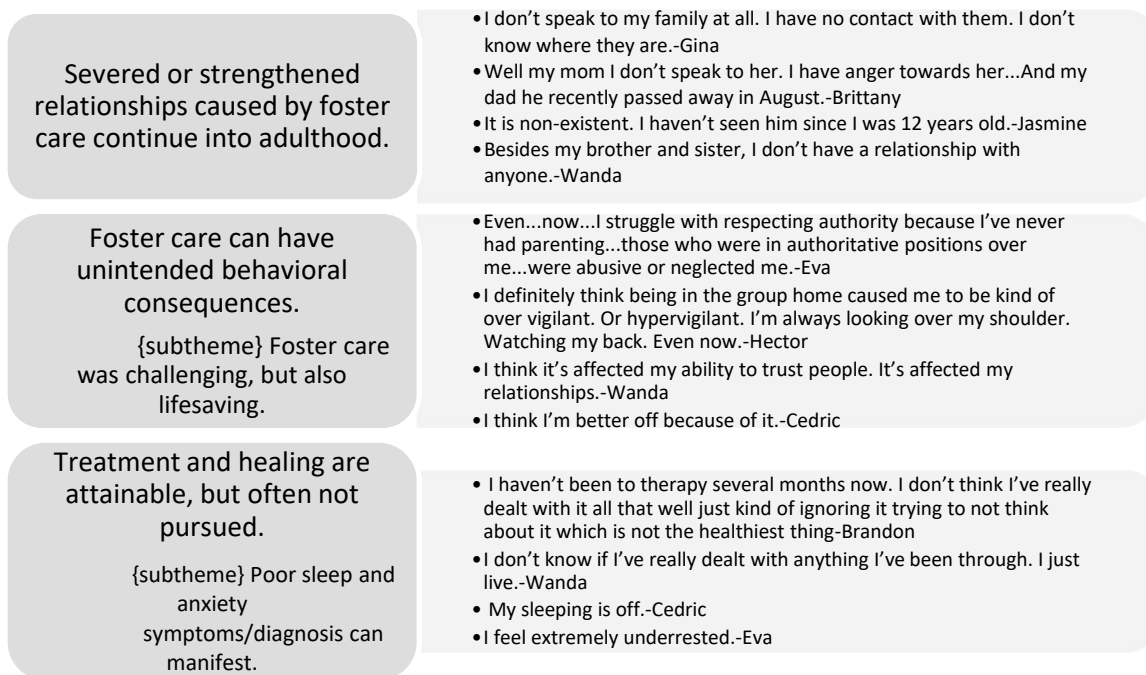 Severed or strengthened
relationships caused by foster
care continue into adulthood.
•I don’t speak to my family at all. I have no contact with them. I don’t
know where they are.-Gina
•Well my mom I don’t speak to her. I have anger towards her...And my
dad he recently passed away in August.-Brittany
•It is non-existent. I haven’t seen him since I was 12 years old.-Jasmine
•Besides my brother and sister, I don’t have a relationship with
anyone.-Wanda
Foster care can have
unintended behavioral
consequences.
{subtheme} Foster care
was challenging, but also
lifesaving.
•Even...now...I struggle with respecting authority because I’ve never
had parenting...those who were in authoritative positions over
me...were abusive or neglected me.-Eva
•I definitely think being in the group home caused me to be kind of
over vigilant. Or hypervigilant. I’m always looking over my shoulder.
Watching my back. Even now.-Hector
•I think it’s affected my ability to trust people. It’s affected my
relationships.-Wanda
•I think I’m better off because of it.-Cedric
Treatment and healing are
attainable, but often not
pursued.
{subtheme} Poor sleep and
anxiety
symptoms/diagnosis can
manifest.
• I haven’t been to therapy several months now. I don’t think I’ve really
dealt with it all that well just kind of ignoring it trying to not think
about it which is not the healthiest thing-Brandon
•I don’t know if I’ve really dealt with anything I’ve been through. I just
live.-Wanda
• My sleeping is off.-Cedric
•I feel extremely underrested.-Eva